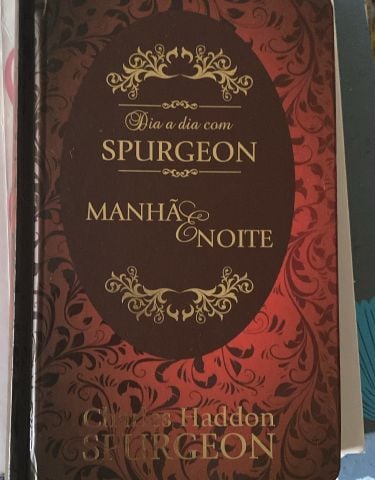 Dia a dia com
SPURGEON
MANHÃ E NOITE
Charles Haddon
SPURGEON